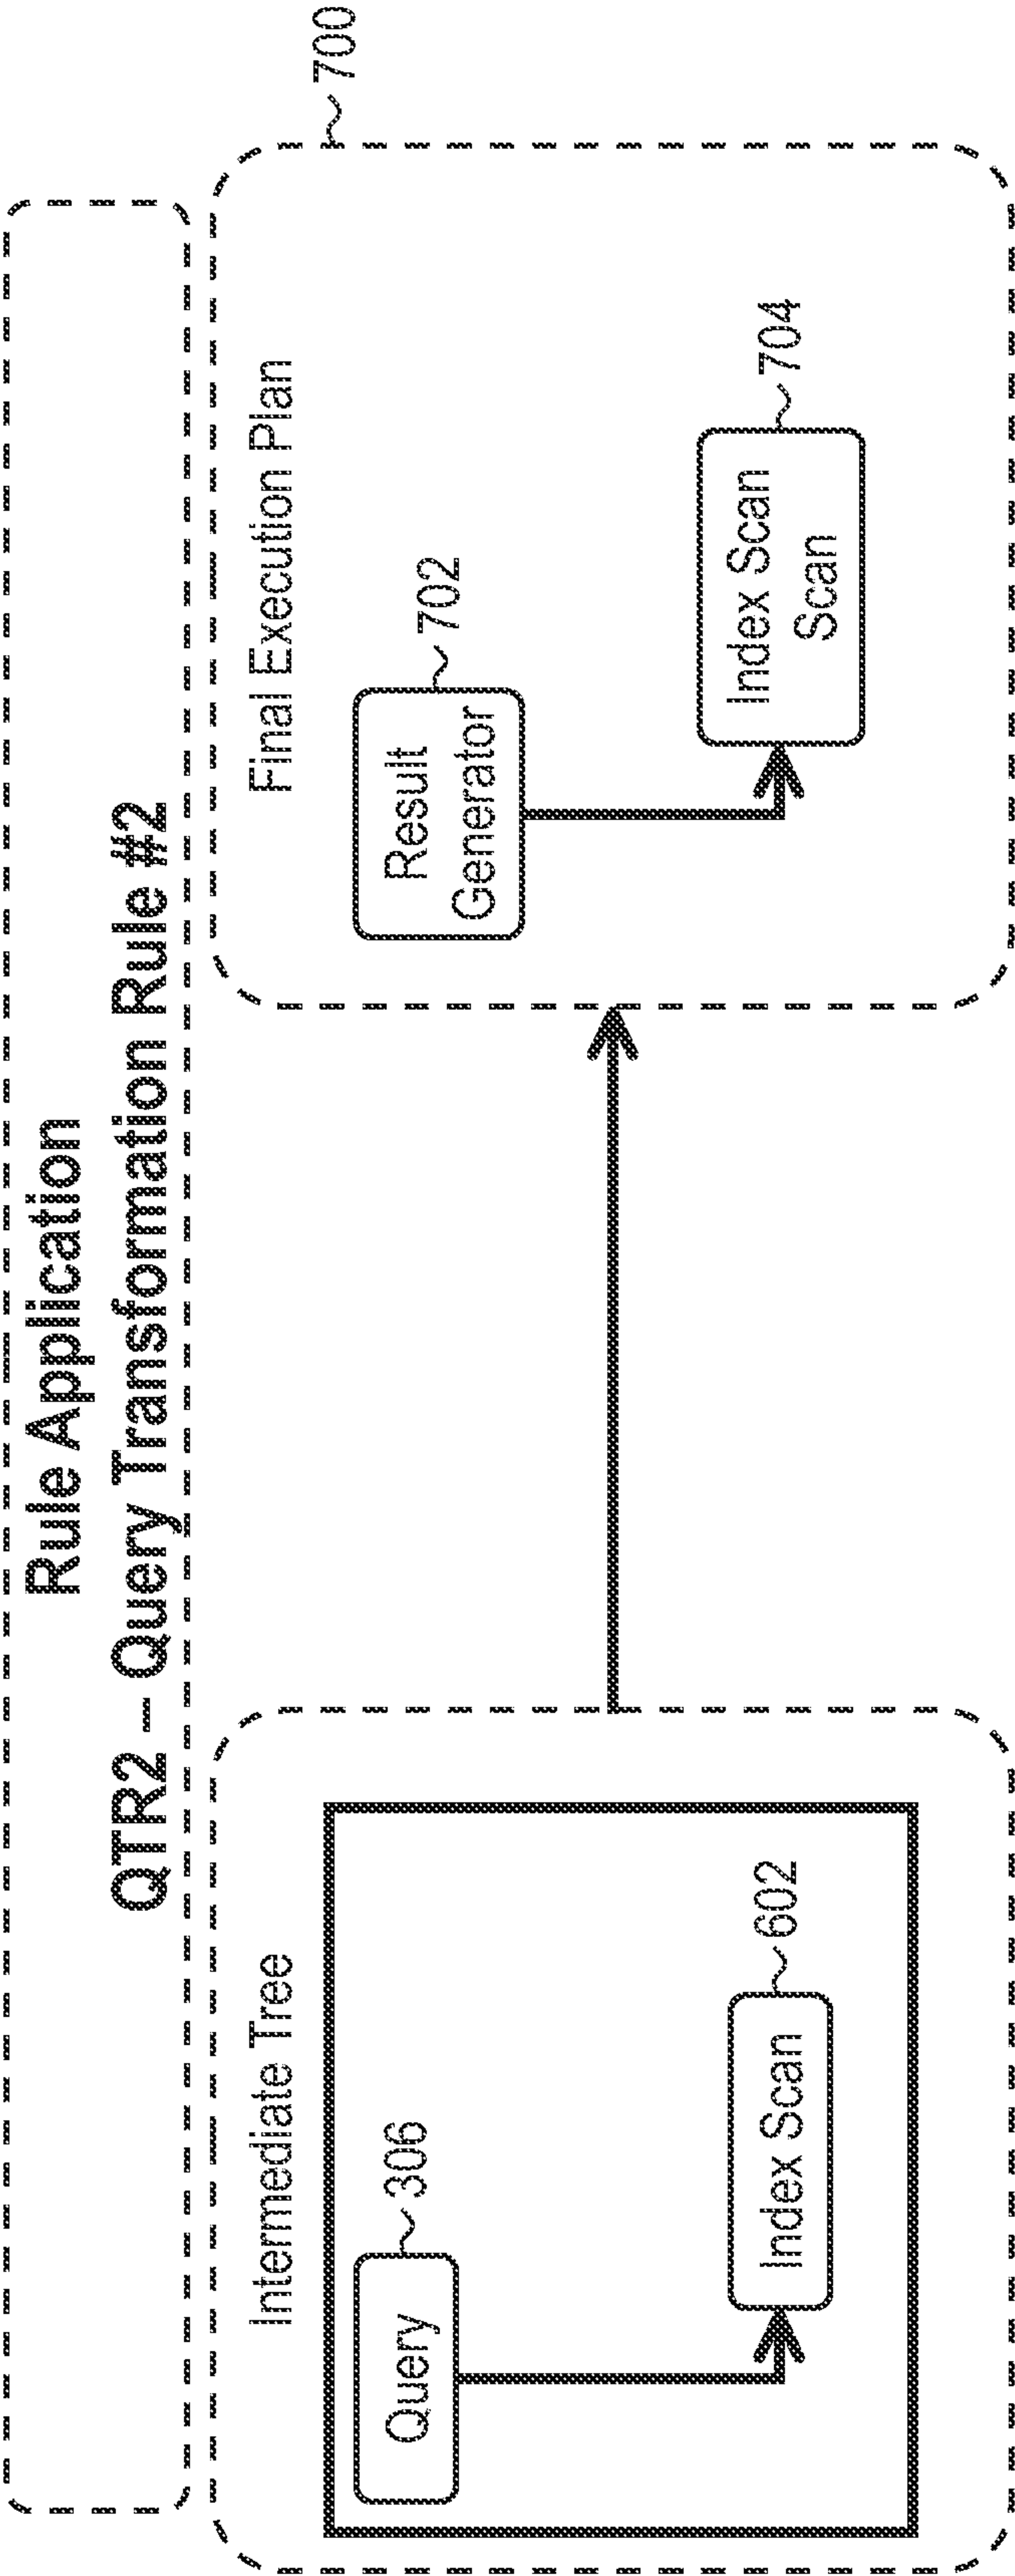 Rule Application
QTR2 – Query Transformation Rule #2
Intermediate Tree
Query
306
Index Scan
602
Final Execution Plan
700
Result
Generator
702
Index Scan
Scan
704